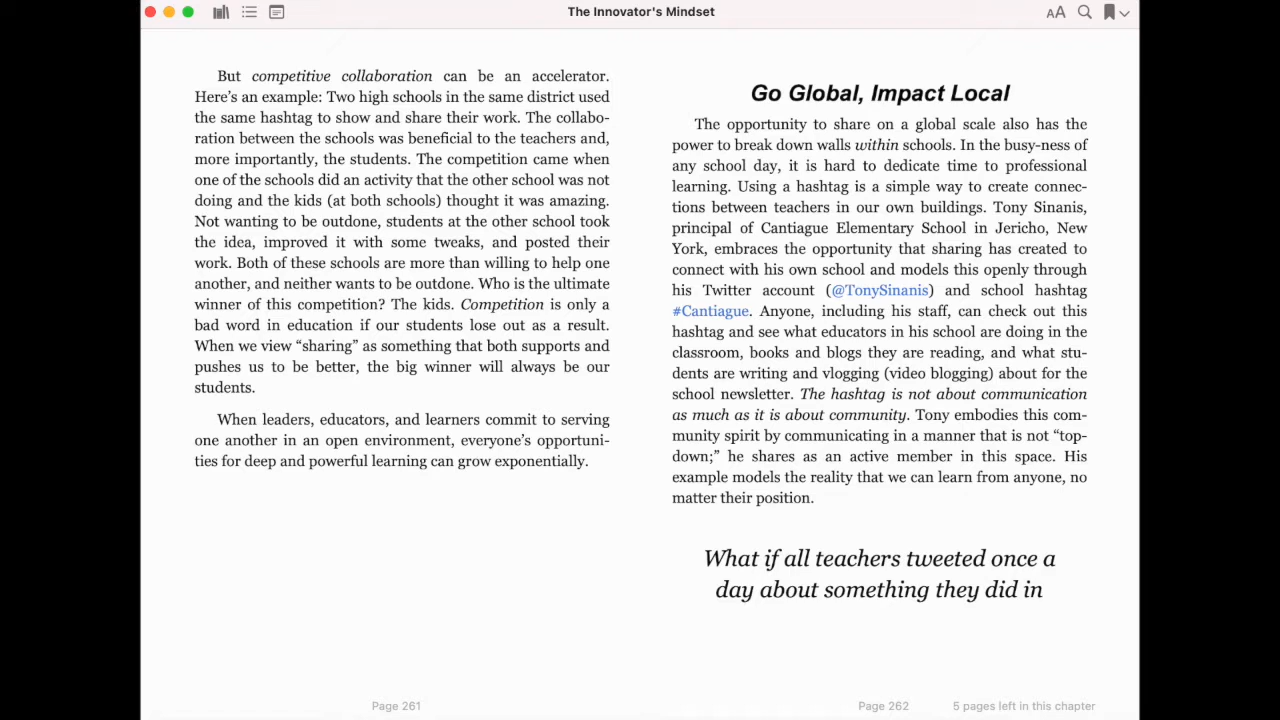 The Innovator's Mindset
AA
But competitive collaboration can be an accelerator.
Here’s an example: Two high schools in the same district used
the same hashtag to show and share their work. The collabo-
ration between the schools was beneficial to the teachers and,
more importantly, the students. The competition came when
one of the schools did an activity that the other school was not
doing and the kids (at both schools) thought it was amazing.
Not wanting to be outdone, students at the other school took
the idea, improved it with some tweaks, and posted their
work. Both of these schools are more than willing to help one
another, and neither wants to be outdone. Who is the ultimate
winner of this competition? The kids. Competition is only a
bad word in education if our students lose out as a result.
When we view “sharing” as something that both supports and
pushes us to be better, the big winner will always be our
students.
When leaders, educators, and learners commit to serving
one another in an open environment, everyone’s opportuni-
ties for deep and powerful learning can grow exponentially.
Page 261
Go Global, Impact Local
The opportunity to share on a global scale also has the
power to break down walls within schools. In the busy-ness of
any school day, it is hard to dedicate time to professional
learning. Using a hashtag is a simple way to create connec-
tions between teachers in our own buildings. Tony Sinanis,
principal of Cantiague Elementary School in Jericho, New
York, embraces the opportunity that sharing has created to
connect with his own school and models this openly through
his Twitter account (@TonySinanis) and school hashtag
#Cantiague. Anyone, including his staff, can check out this
hashtag and see what educators in his school are doing in the
classroom, books and blogs they are reading, and what stu-
dents are writing and vlogging (video blogging) about for the
school newsletter. The hashtag is not about communication
as much as it is about community. Tony embodies this com-
munity spirit by communicating in a manner that is not “top-
down;” he shares as an active member in this space. His
example models the reality that we can learn from anyone, no
matter their position.
What if all teachers tweeted once a
day about something they did in
Page 262
5 pages left in this chapter